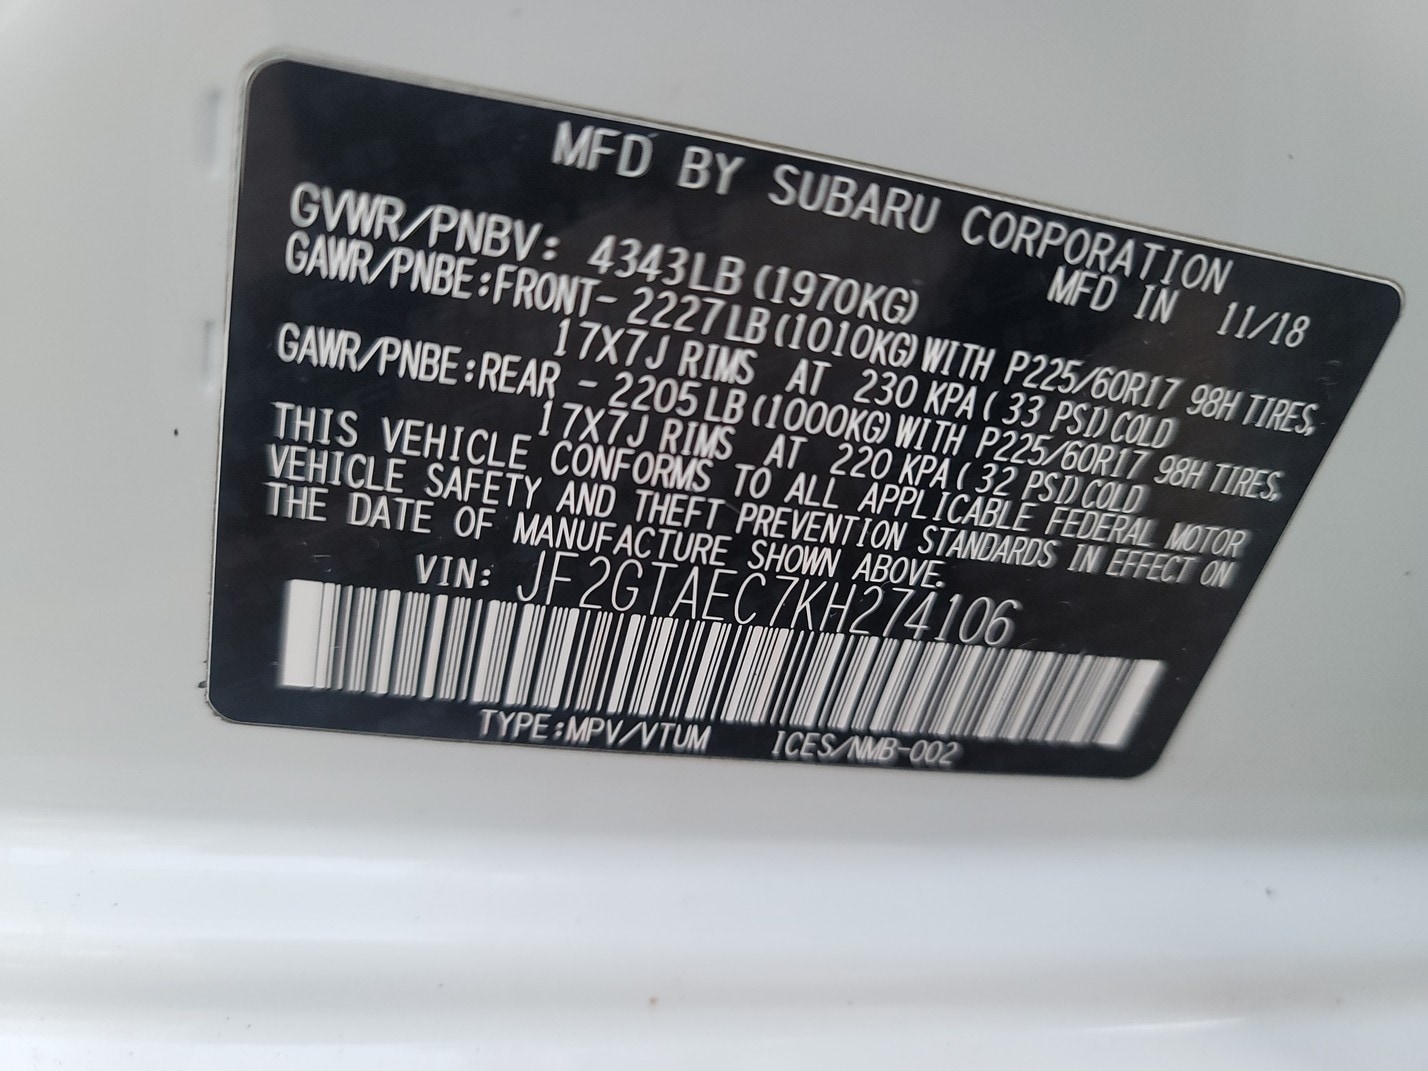 MFD BY SUBARU CORPORATION
MFD IN 11/18
GVWR/PNBV: 4343LB (1970KG)
GAWR/PNBE:FRONT- 2227LB(1010KG)WITH P225/60R17 98H TIRES,
17X7J RIMS AT 230 KPA( 33 PSI)COLD
GAWR/PNBE:REAR - 2205LB(1000KG)WITH P225/60R17 98H TIRES,
17X7J RIMS AT 220 KPA( 32 PSI)COLD
THIS VEHICLE CONFORMS TO ALL APPLICABLE FEDERAL MOTOR
VEHICLE SAFETY AND THEFT PREVENTION STANDARDS IN EFFECT ON
THE DATE OF MANUFACTURE SHOWN ABOVE.
VIN: JF2GTAEC7KH274106
TYPE:MPV/VTUM ICES/NMB-002